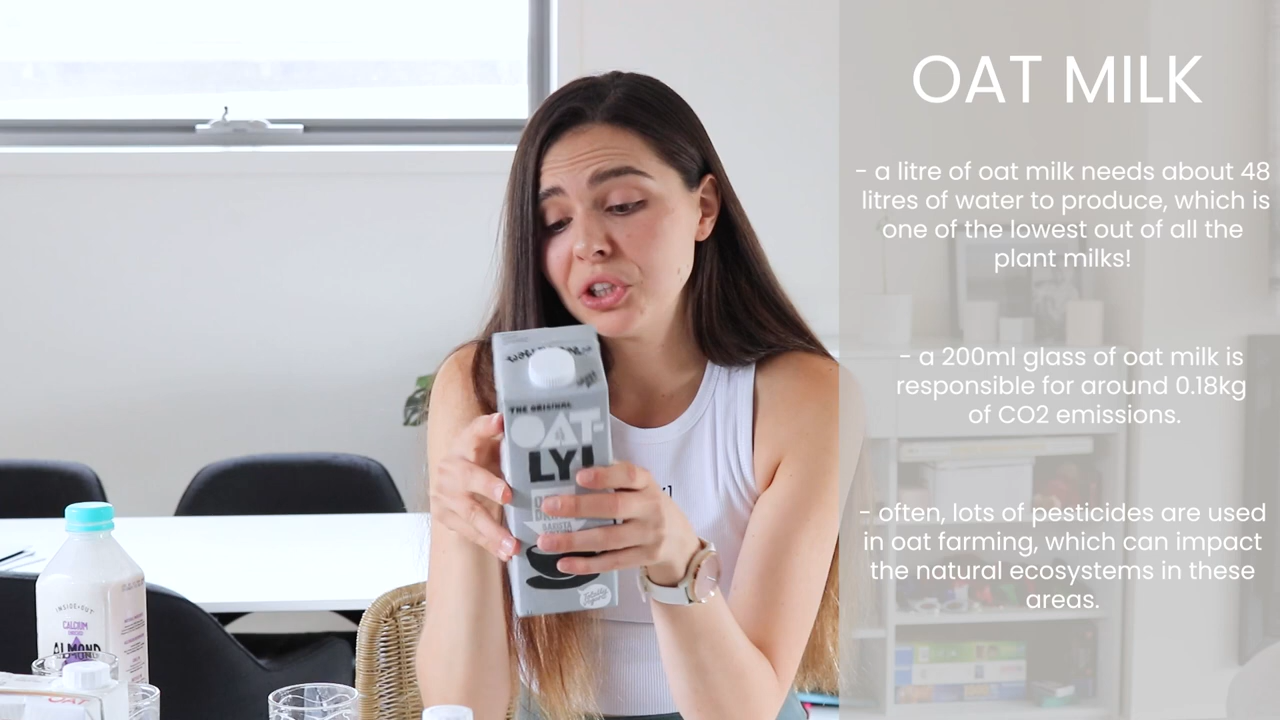 OAT MILK
- a litre of oat milk needs about 48
litres of water to produce, which is
one of the lowest out of all the
plant milks!
- a 200ml glass of oat milk is
responsible for around 0.18kg
of CO2 emissions.
- often, lots of pesticides are used
in oat farming, which can impact
the natural ecosystems in these
areas.
THE ORIGINAL
OAT-
LY!
INSIDE OUT
CALCIUM
ALMOND